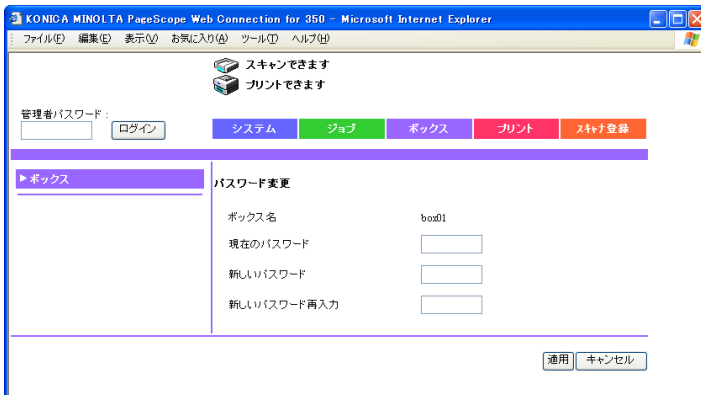 KONICA MINOLTA PageScope Web Connection for 350 - Microsoft Internet Explorer
ファイル(F) 編集(E) 表示(V) お気に入り(A) ツール(T) ヘルプ(H)
スキャンできます
プリントできます
管理者パスワード:
ログイン
システム ジョブ ボックス プリント スキャナ登録
▶ボックス
パスワード変更
ボックス名 box01
現在のパスワード
新しいパスワード
新しいパスワード再入力
適用 キャンセル